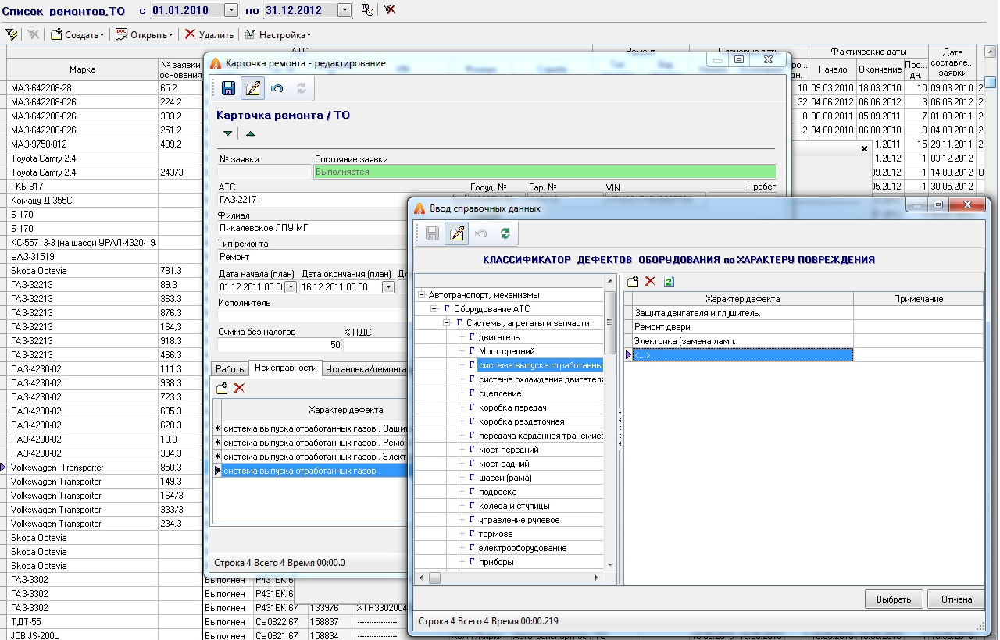 Список ремонтов,ТО с 01.01.2010 по 31.12.2012
Создать Открыть Удалить Настройка
Фактические даты
Марка № заявки основания
Начало Окончание Про... дн. Дата составле... заявки
МАЗ-642208-28 65.2 10 09.03.2010 18.03.2010 10 09.03.2010 2
МАЗ-642208-026 224.2 32 04.06.2012 06.06.2012 3 06.06.2012 2
МАЗ-642208-026 303.2 8 30.08.2011 05.09.2011 7 01.09.2011 2
МАЗ-642208-026 251.2 2 04.08.2010 06.08.2010 3 04.08.2010 2
МАЗ-9758-012 409.2 1.2011 15 29.11.2011 2
Toyota Camry 2,4 1.2012 1 03.12.2012
Toyota Camry 2,4 243/3 09.2012 1 14.09.2012 0
ГКБ-817 05.2012 1 30.05.2012
Комацу Д-355С
Б-170
Б-170
КС-55713-3 (на шасси УРАЛ-4320-19:
УАЗ-31519
Skoda Octavia 781.3
ГАЗ-32213 89.3
ГАЗ-32213 363.3
ГАЗ-32213 876.3
ГАЗ-32213 164,3
ГАЗ-32213 918.3
ГАЗ-32213 466.3
ПАЗ-4230-02 111.3
ПАЗ-4230-02 938.3
ПАЗ-4230-02 723.3
ПАЗ-4230-02 635.3
ПАЗ-4230-02 628.3
ПАЗ-4230-02 10.3
ПАЗ-4230-02 394.3
Volkswagen Transporter 850.3
Volkswagen Transporter 149.3
Volkswagen Transporter 164/3
Volkswagen Transporter 333/3
Volkswagen Transporter 234.3
Skoda Octavia
Skoda Octavia
Skoda Octavia
ГАЗ-3302 Выполнен Р431ЕК 6
ГАЗ-3302 Выполнен Р431ЕК 6
ГАЗ-3302 Выполнен Р431ЕК 67 133976 XTH3302004
ТДТ-55 Выполнен СУ0822 67 158837 ---------------
JCB JS-200L Выполнен СУ0821 67 158834 ---------------
Карточка ремонта - редактирование
Карточка ремонта / ТО
№ заявки Состояние заявки
Выполняется
АТС Госуд. № Гар. № VIN Пробег
ГАЗ-22171
Филиал
Пикалевское ЛПУ МГ
Тип ремонта
Ремонт
Дата начала (план) Дата окончания (план)
01.12.2011 00:0 16.12.2011 00:00
Исполнитель
Сумма без налогов % НДС
50
Работы Неисправности Установка/демонта
Характер дефекта
система выпуска отработанных газов . Защи
система выпуска отработанных газов . Ремон
система выпуска отработанных газов . Элект
система выпуска отработанных газов .
Строка 4 Всего 4 Время 00:00.0
Ввод справочных данных
КЛАССИФИКАТОР ДЕФЕКТОВ ОБОРУДОВАНИЯ по ХАРАКТЕРУ ПОВРЕЖДЕНИЯ
Автотранспорт, механизмы
Г Оборудование АТС
Г Системы, агрегаты и запчасти
Г двигатель
Г Мост средний
Г система выпуска отработанны
Г система охлаждения двигателя
Г сцепление
Г коробка передач
Г коробка раздаточная
Г передача карданная трансмисс
Г мост передний
Г мост задний
Г шасси (рама)
Г подвеска
Г колеса и ступицы
Г управление рулевое
Г тормоза
Г электрооборудование
Г приборы
Характер дефекта Примечание
Защита двигателя и глушитель.
Ремонт двери.
Электрика (замена ламп.
<...>
Выбрать Отмена
Строка 4 Всего 4 Время 00:00.219